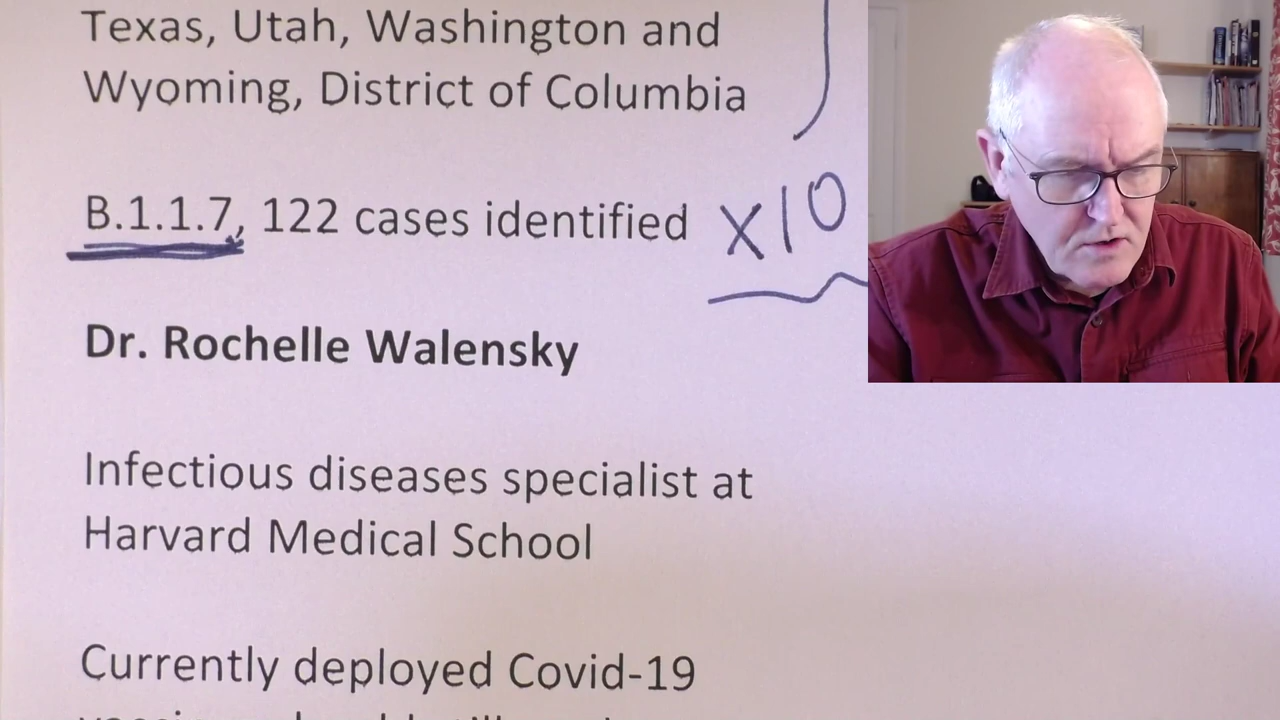 Texas, Utah, Washington and
Wyoming, District of Columbia
B.1.1.7, 122 cases identified x10
Dr. Rochelle Walensky
Infectious diseases specialist at
Harvard Medical School
Currently deployed Covid-19